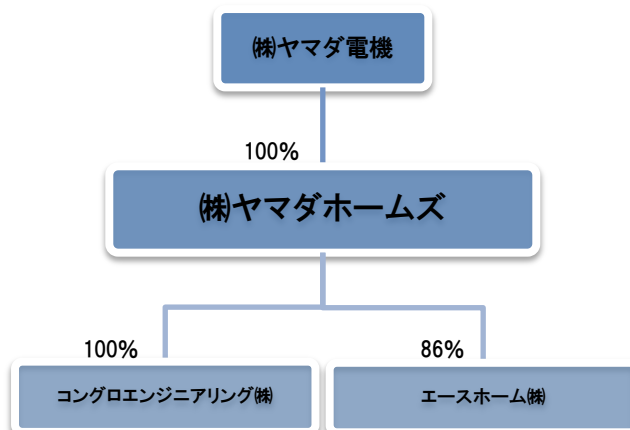 ㈱ヤマダ電機
100%
㈱ヤマダホームズ
100%
86%
コングロエンジニアリング㈱
エースホーム㈱